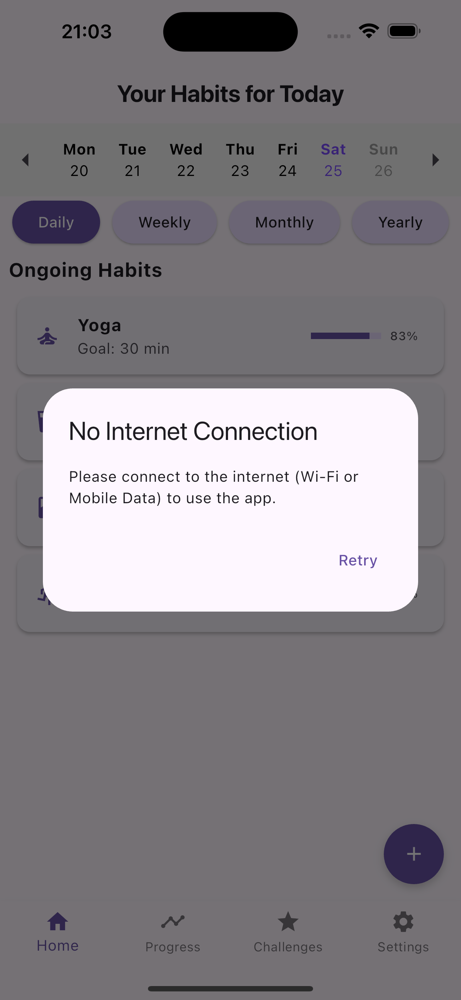 21:03
Your Habits for Today
Mon Tue Wed Thu Fri Sat Sun
20 21 22 23 24 25 26
Daily Weekly Monthly Yearly
Ongoing Habits
Yoga
Goal: 30 min
83%
No Internet Connection
Please connect to the internet (Wi-Fi or
Mobile Data) to use the app.
Retry
Home Progress Challenges Settings